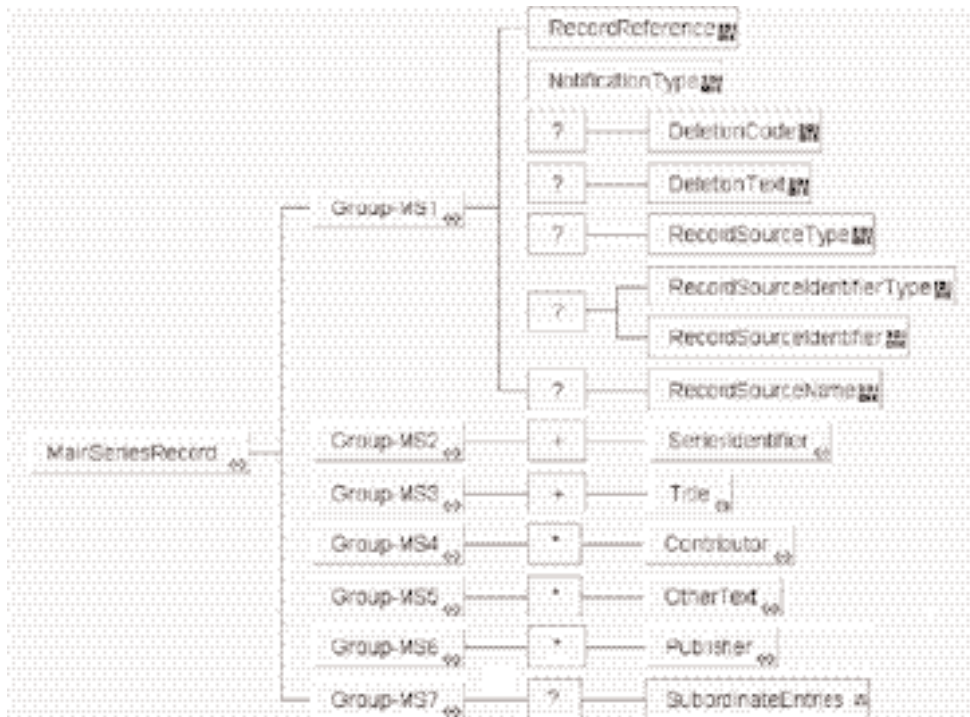 RecordReference
NotificationType
? DeletionCode
? DeletionText
Group-MS1
? RecordSourceType
RecordSourceIdentifierType
?
RecordSourceIdentifier
? RecordSourceName
MainSeriesRecord
Group-MS2 + SeriesIdentifier
Group-MS3 + Title
Group-MS4 * Contributor
Group-MS5 * OtherText
Group-MS6 * Publisher
Group-MS7 ? SubordinateEntries